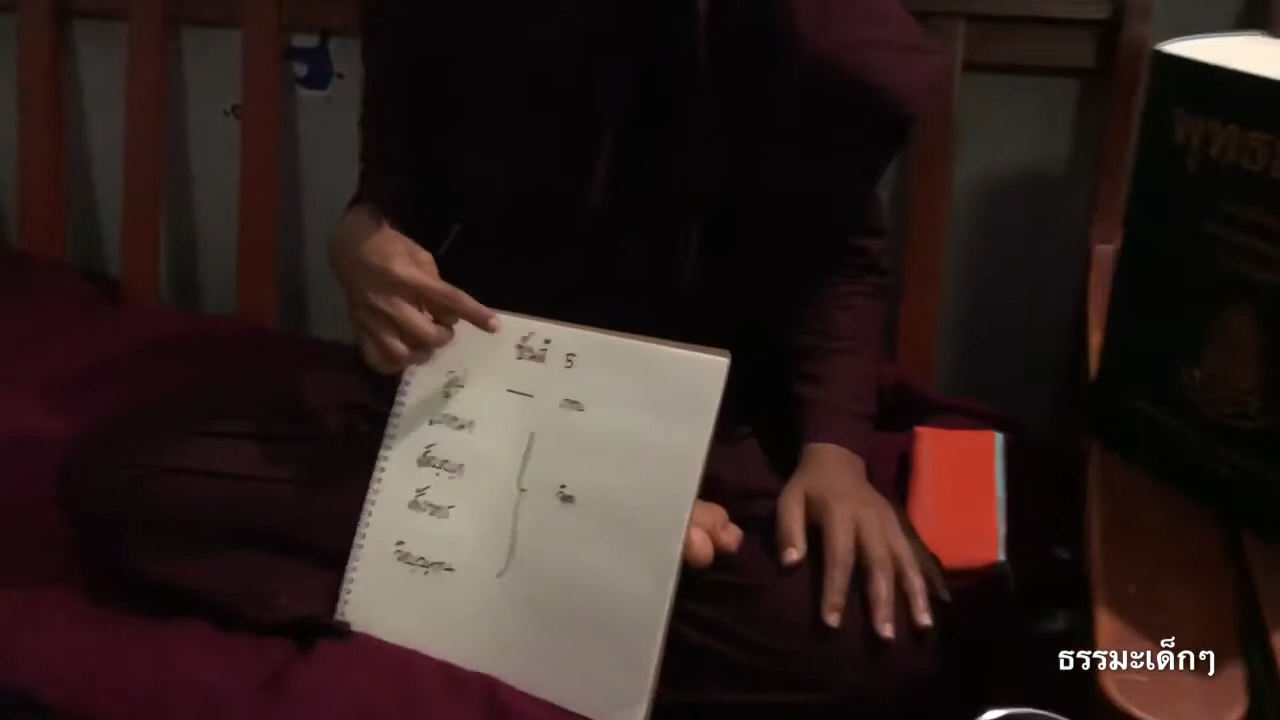 ขันธ์ 5
รูป — กาย
เวทนา
สัญญา
สังขาร
จิต
วิญญาณ
ธรรมะเด็กๆ